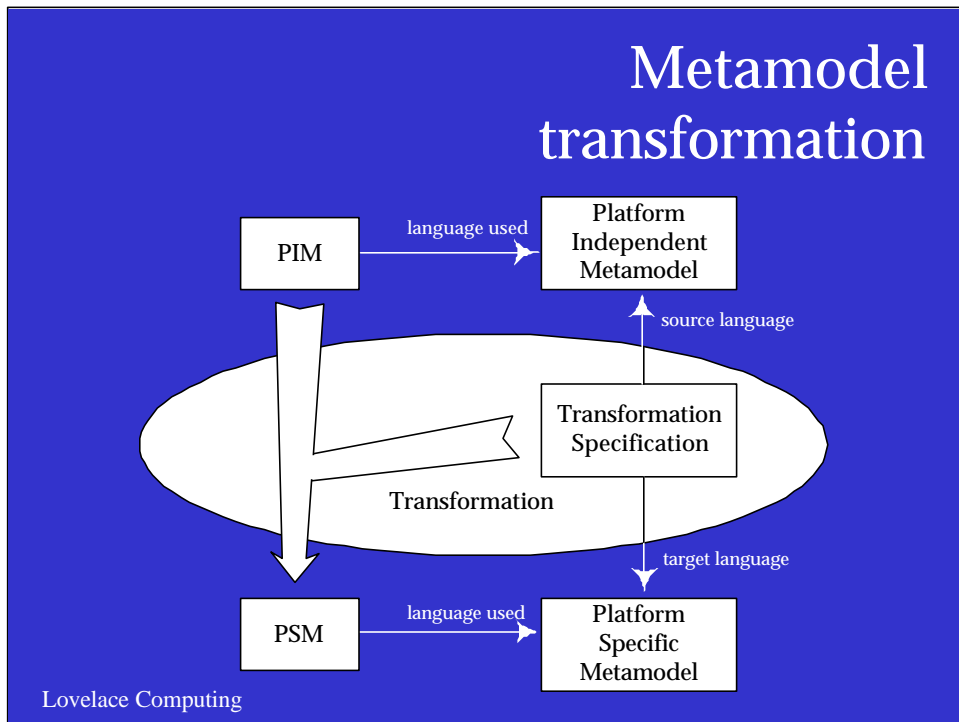 Metamodel
transformation
PIM
language used
Platform
Independent
Metamodel
source language
Transformation
Specification
Transformation
target language
PSM
language used
Platform
Specific
Metamodel
Lovelace Computing